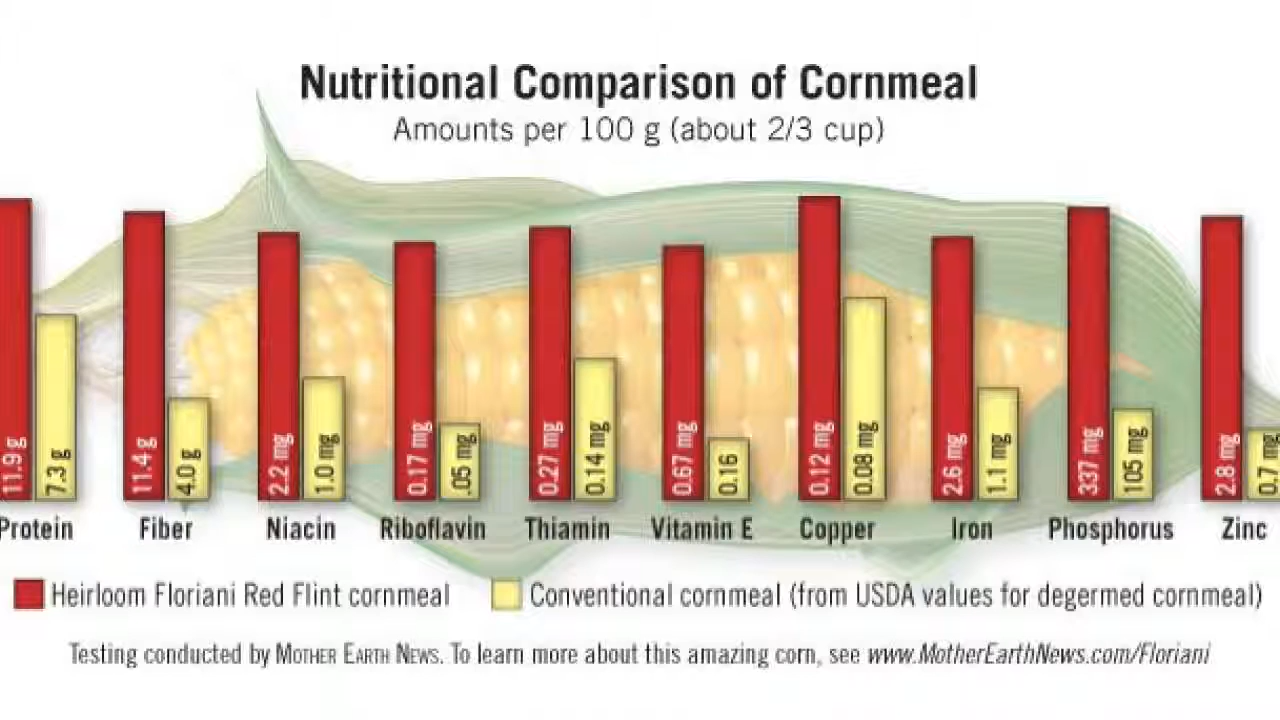 Nutritional Comparison of Cornmeal
Amounts per 100 g (about 2/3 cup)
11.9 g 7.3 g 11.4 g 4.0 g 2.2 mg 1.0 mg 0.17 mg .05 mg 0.27 mg 0.14 mg 0.67 mg 0.16 0.12 mg 0.08 mg 2.6 mg 1.1 mg 337 mg 105 mg 2.8 mg 0.7 mg
Protein Fiber Niacin Riboflavin Thiamin Vitamin E Copper Iron Phosphorus Zinc
Heirloom Floriani Red Flint cornmeal Conventional cornmeal (from USDA values for degermed cornmeal)
Testing conducted by MOTHER EARTH NEWS. To learn more about this amazing corn, see www.MotherEarthNews.com/Floriani